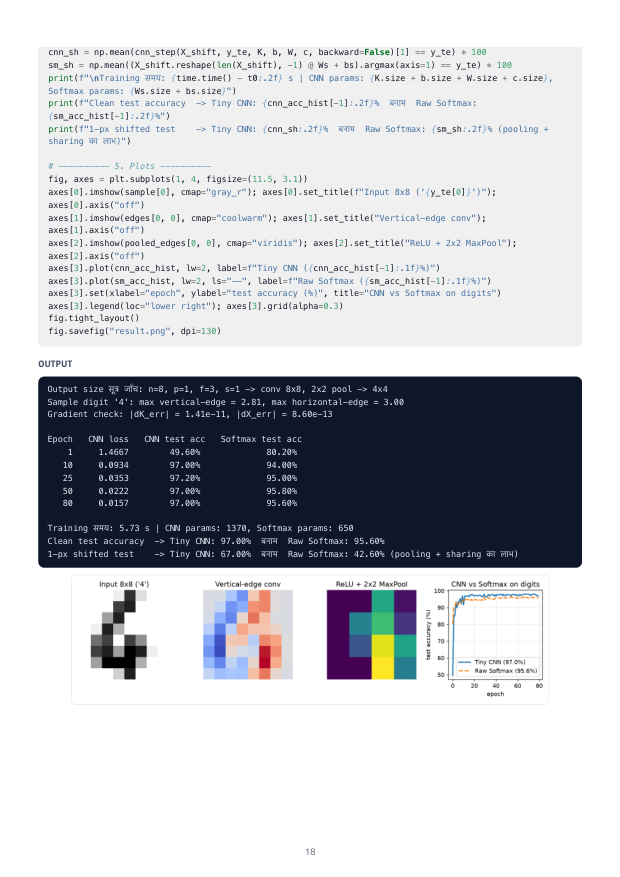 cnn_sh = np.mean(cnn_step(X_shift, y_te, K, b, W, c, backward=False)[1] == y_te) * 100
sm_sh = np.mean((X_shift.reshape(len(X_shift), -1) @ Ws + bs).argmax(axis=1) == y_te) * 100
print(f"\nTraining समय: {time.time() - t0:.2f} s | CNN params: {K.size + b.size + W.size + c.size},
Softmax params: {Ws.size + bs.size}")
print(f"Clean test accuracy  -> Tiny CNN: {cnn_acc_hist[-1]:.2f}%  बनाम  Raw Softmax:
{sm_acc_hist[-1]:.2f}%")
print(f"1-px shifted test    -> Tiny CNN: {cnn_sh:.2f}%  बनाम  Raw Softmax: {sm_sh:.2f}% (pooling +
sharing का लाभ)")
# ---------- 5. Plots ----------
fig, axes = plt.subplots(1, 4, figsize=(11.5, 3.1))
axes[0].imshow(sample[0], cmap="gray_r"); axes[0].set_title(f"Input 8x8 ('{y_te[0]}')");
axes[0].axis("off")
axes[1].imshow(edges[0, 0], cmap="coolwarm"); axes[1].set_title("Vertical-edge conv");
axes[1].axis("off")
axes[2].imshow(pooled_edges[0, 0], cmap="viridis"); axes[2].set_title("ReLU + 2x2 MaxPool");
axes[2].axis("off")
axes[3].plot(cnn_acc_hist, lw=2, label=f"Tiny CNN ({cnn_acc_hist[-1]:.1f}%)")
axes[3].plot(sm_acc_hist, lw=2, ls="--", label=f"Raw Softmax ({sm_acc_hist[-1]:.1f}%)")
axes[3].set(xlabel="epoch", ylabel="test accuracy (%)", title="CNN vs Softmax on digits")
axes[3].legend(loc="lower right"); axes[3].grid(alpha=0.3)
fig.tight_layout()
fig.savefig("result.png", dpi=130)
OUTPUT
Output size सूत्र जाँच: n=8, p=1, f=3, s=1 -> conv 8x8, 2x2 pool -> 4x4
Sample digit '4': max vertical-edge = 2.81, max horizontal-edge = 3.00
Gradient check: |dK_err| = 1.41e-11, |dX_err| = 8.60e-13
Epoch   CNN loss   CNN test acc   Softmax test acc
1   1.4667   49.60%   80.20%
10   0.0934   97.00%   94.00%
25   0.0353   97.20%   95.00%
50   0.0222   97.00%   95.80%
80   0.0157   97.00%   95.60%
Training समय: 5.73 s | CNN params: 1370, Softmax params: 650
Clean test accuracy  -> Tiny CNN: 97.00%  बनाम  Raw Softmax: 95.60%
1-px shifted test    -> Tiny CNN: 67.00%  बनाम  Raw Softmax: 42.60% (pooling + sharing का लाभ)
Input 8x8 ('4')
Vertical-edge conv
ReLU + 2x2 MaxPool
CNN vs Softmax on digits
test accuracy (%)
100
90
80
70
60
50
Tiny CNN (97.0%)
Raw Softmax (95.6%)
0 20 40 60 80
epoch
18